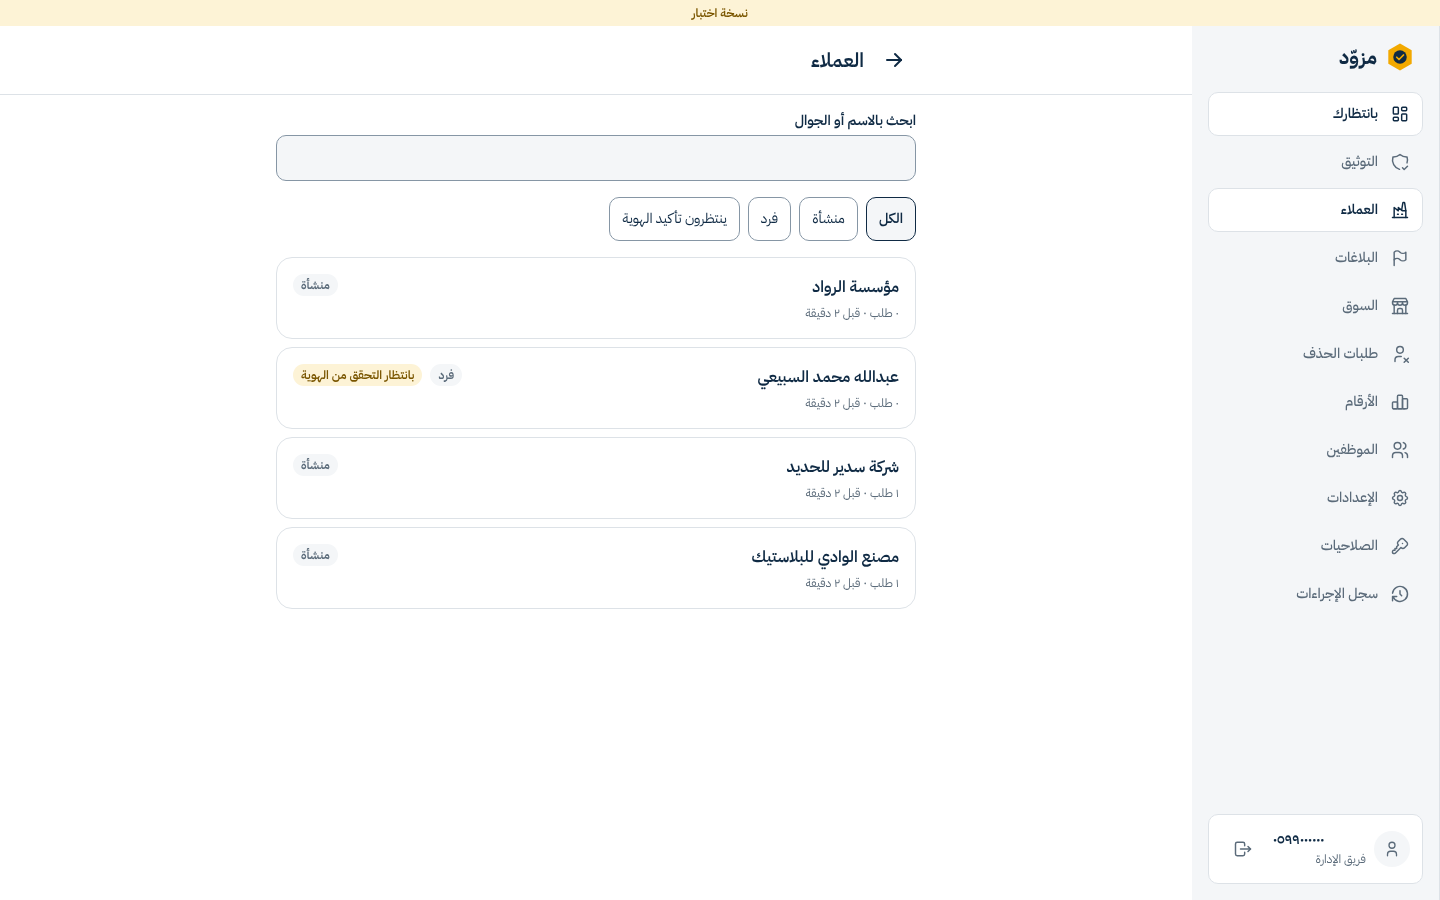 نسخة اختبار
مزوّد
بانتظارك
التوثيق
العملاء
البلاغات
السوق
طلبات الحذف
الأرقام
الموظفين
الإعدادات
الصلاحيات
سجل الإجراءات
٠٥٩٩٠٠٠٠٠٠
فريق الإدارة
العملاء
ابحث بالاسم أو الجوال
الكل
منشأة
فرد
ينتظرون تأكيد الهوية
مؤسسة الرواد
منشأة
٠ طلب · قبل ٢ دقيقة
عبدالله محمد السبيعي
فرد
بانتظار التحقق من الهوية
٠ طلب · قبل ٢ دقيقة
شركة سدير للحديد
منشأة
١ طلب · قبل ٢ دقيقة
مصنع الوادي للبلاستيك
منشأة
١ طلب · قبل ٢ دقيقة